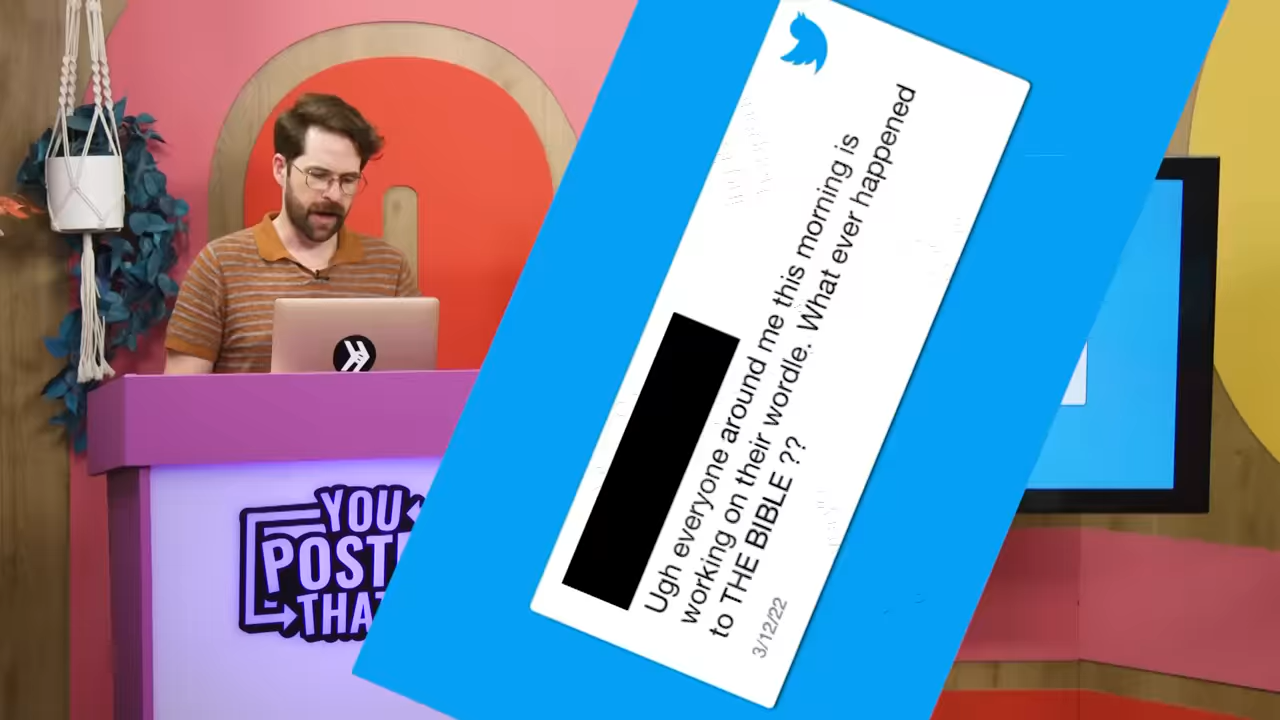 YOU
POST
THAT
Ugh everyone around me this morning is
working on their wordle. What ever happened
to THE BIBLE ??
3/12/22